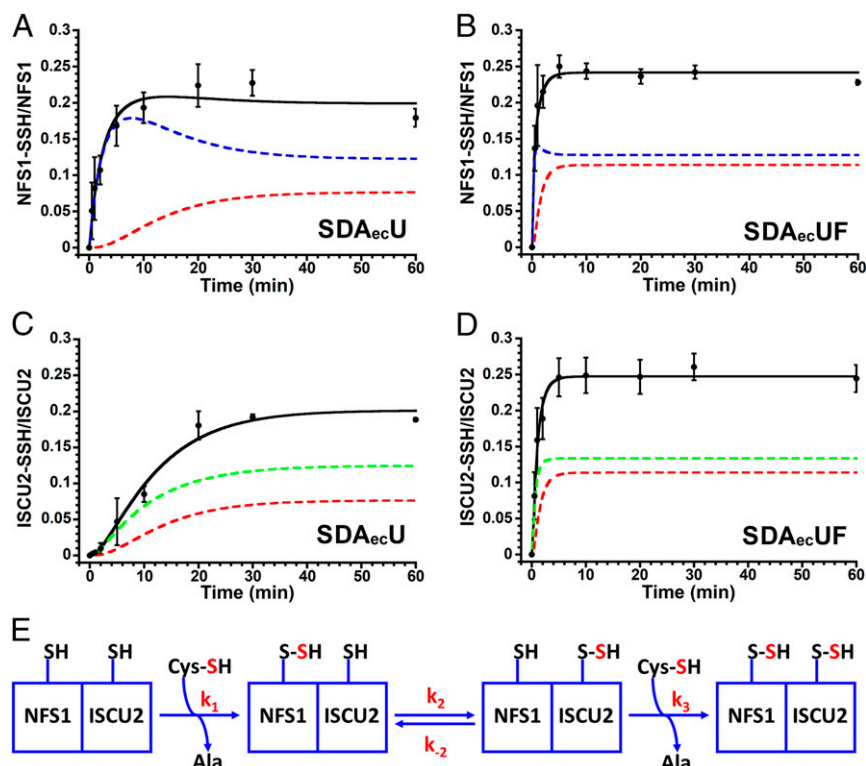 A
NFS1-SSH/NFS1
0.3
0.25
0.2
0.15
0.1
0.05
0
0 10 20 30 40 50 60
Time (min)
SDAecU
B
NFS1-SSH/NFS1
0.3
0.25
0.2
0.15
0.1
0.05
0
0 10 20 30 40 50 60
Time (min)
SDAecUF
C
ISCU2-SSH/ISCU2
0.3
0.25
0.2
0.15
0.1
0.05
0
0 10 20 30 40 50 60
Time (min)
SDAecU
D
ISCU2-SSH/ISCU2
0.3
0.25
0.2
0.15
0.1
0.05
0
0 10 20 30 40 50 60
Time (min)
SDAecUF
E
SH SH
NFS1 ISCU2
Cys-SH
k1
Ala
S-SH SH
NFS1 ISCU2
k2
k-2
SH S-SH
NFS1 ISCU2
Cys-SH
k3
Ala
S-SH S-SH
NFS1 ISCU2